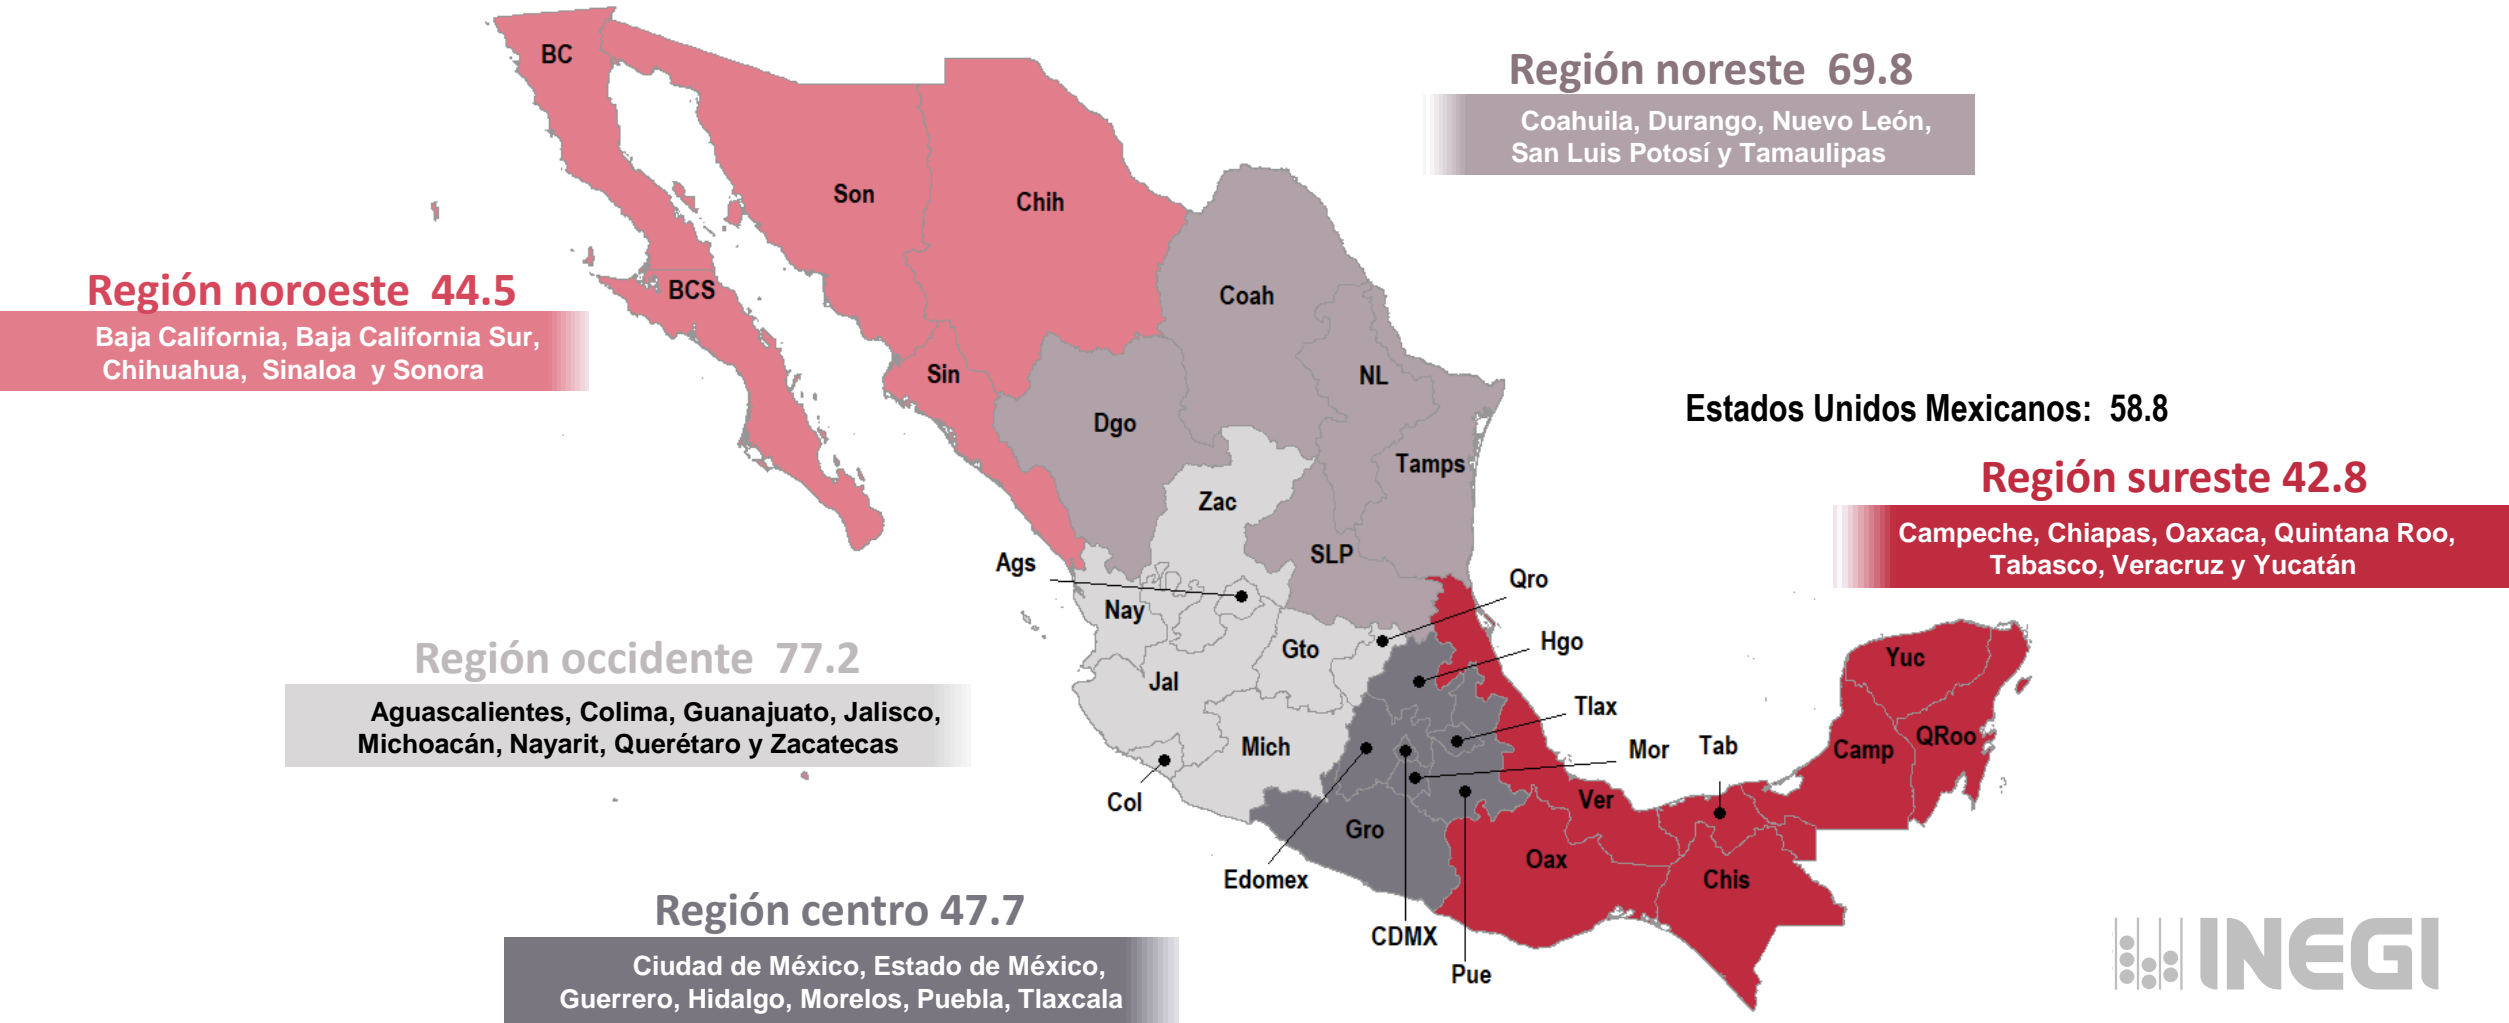 BC
Región noreste 69.8
Coahuila, Durango, Nuevo León,
San Luis Potosí y Tamaulipas
Son
Chih
Región noroeste 44.5
Baja California, Baja California Sur,
Chihuahua, Sinaloa y Sonora
BCS
Coah
Sin
NL
Dgo
Estados Unidos Mexicanos: 58.8
Tamps
Región sureste 42.8
Campeche, Chiapas, Oaxaca, Quintana Roo,
Tabasco, Veracruz y Yucatán
Zac
Ags
SLP
Qro
Nay
Hgo
Gto
Región occidente 77.2
Aguascalientes, Colima, Guanajuato, Jalisco,
Michoacán, Nayarit, Querétaro y Zacatecas
Jal
Yuc
Tlax
Mich
Mor
Tab
Camp
QRoo
Col
Ver
Gro
Oax
Edomex
Chis
Región centro 47.7
Ciudad de México, Estado de México,
Guerrero, Hidalgo, Morelos, Puebla, Tlaxcala
CDMX
Pue
INEGI